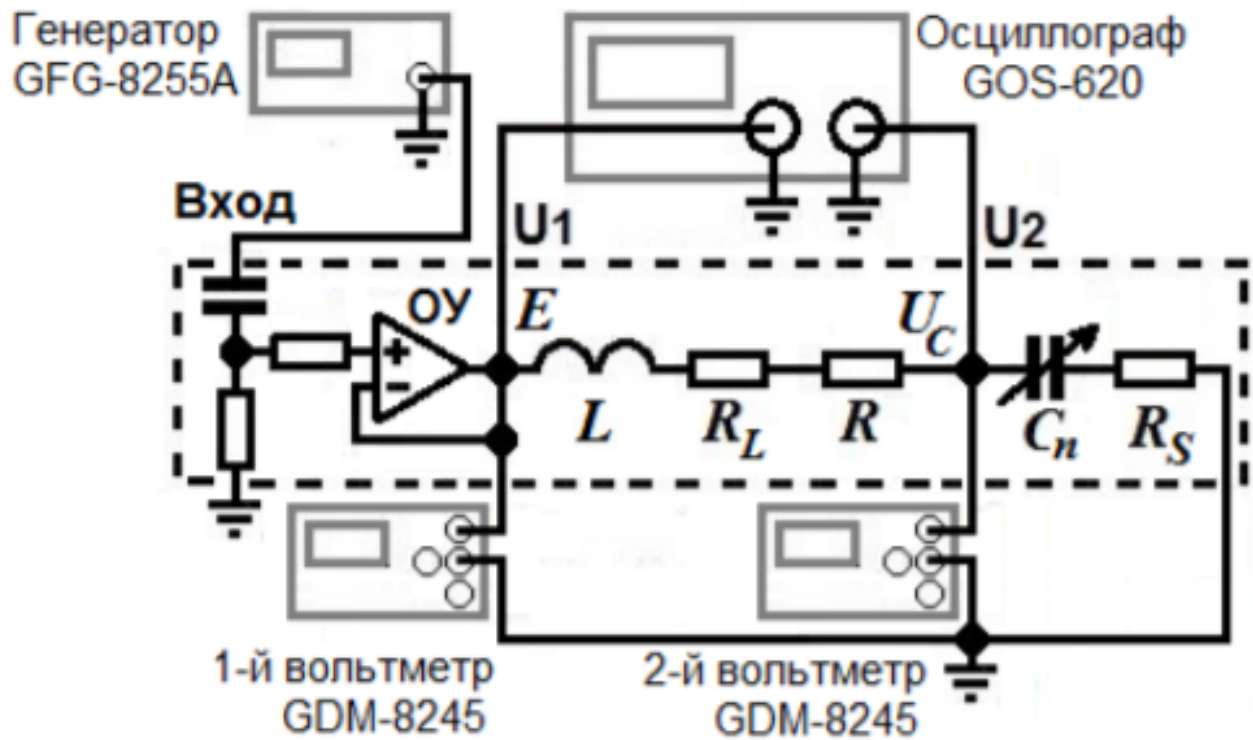 Генератор
GFG-8255A
Осциллограф
GOS-620
Вход
U1
U2
ОУ
E
U_C
+
−
L
R_L
R
C_n
R_S
1-й вольтметр
GDM-8245
2-й вольтметр
GDM-8245